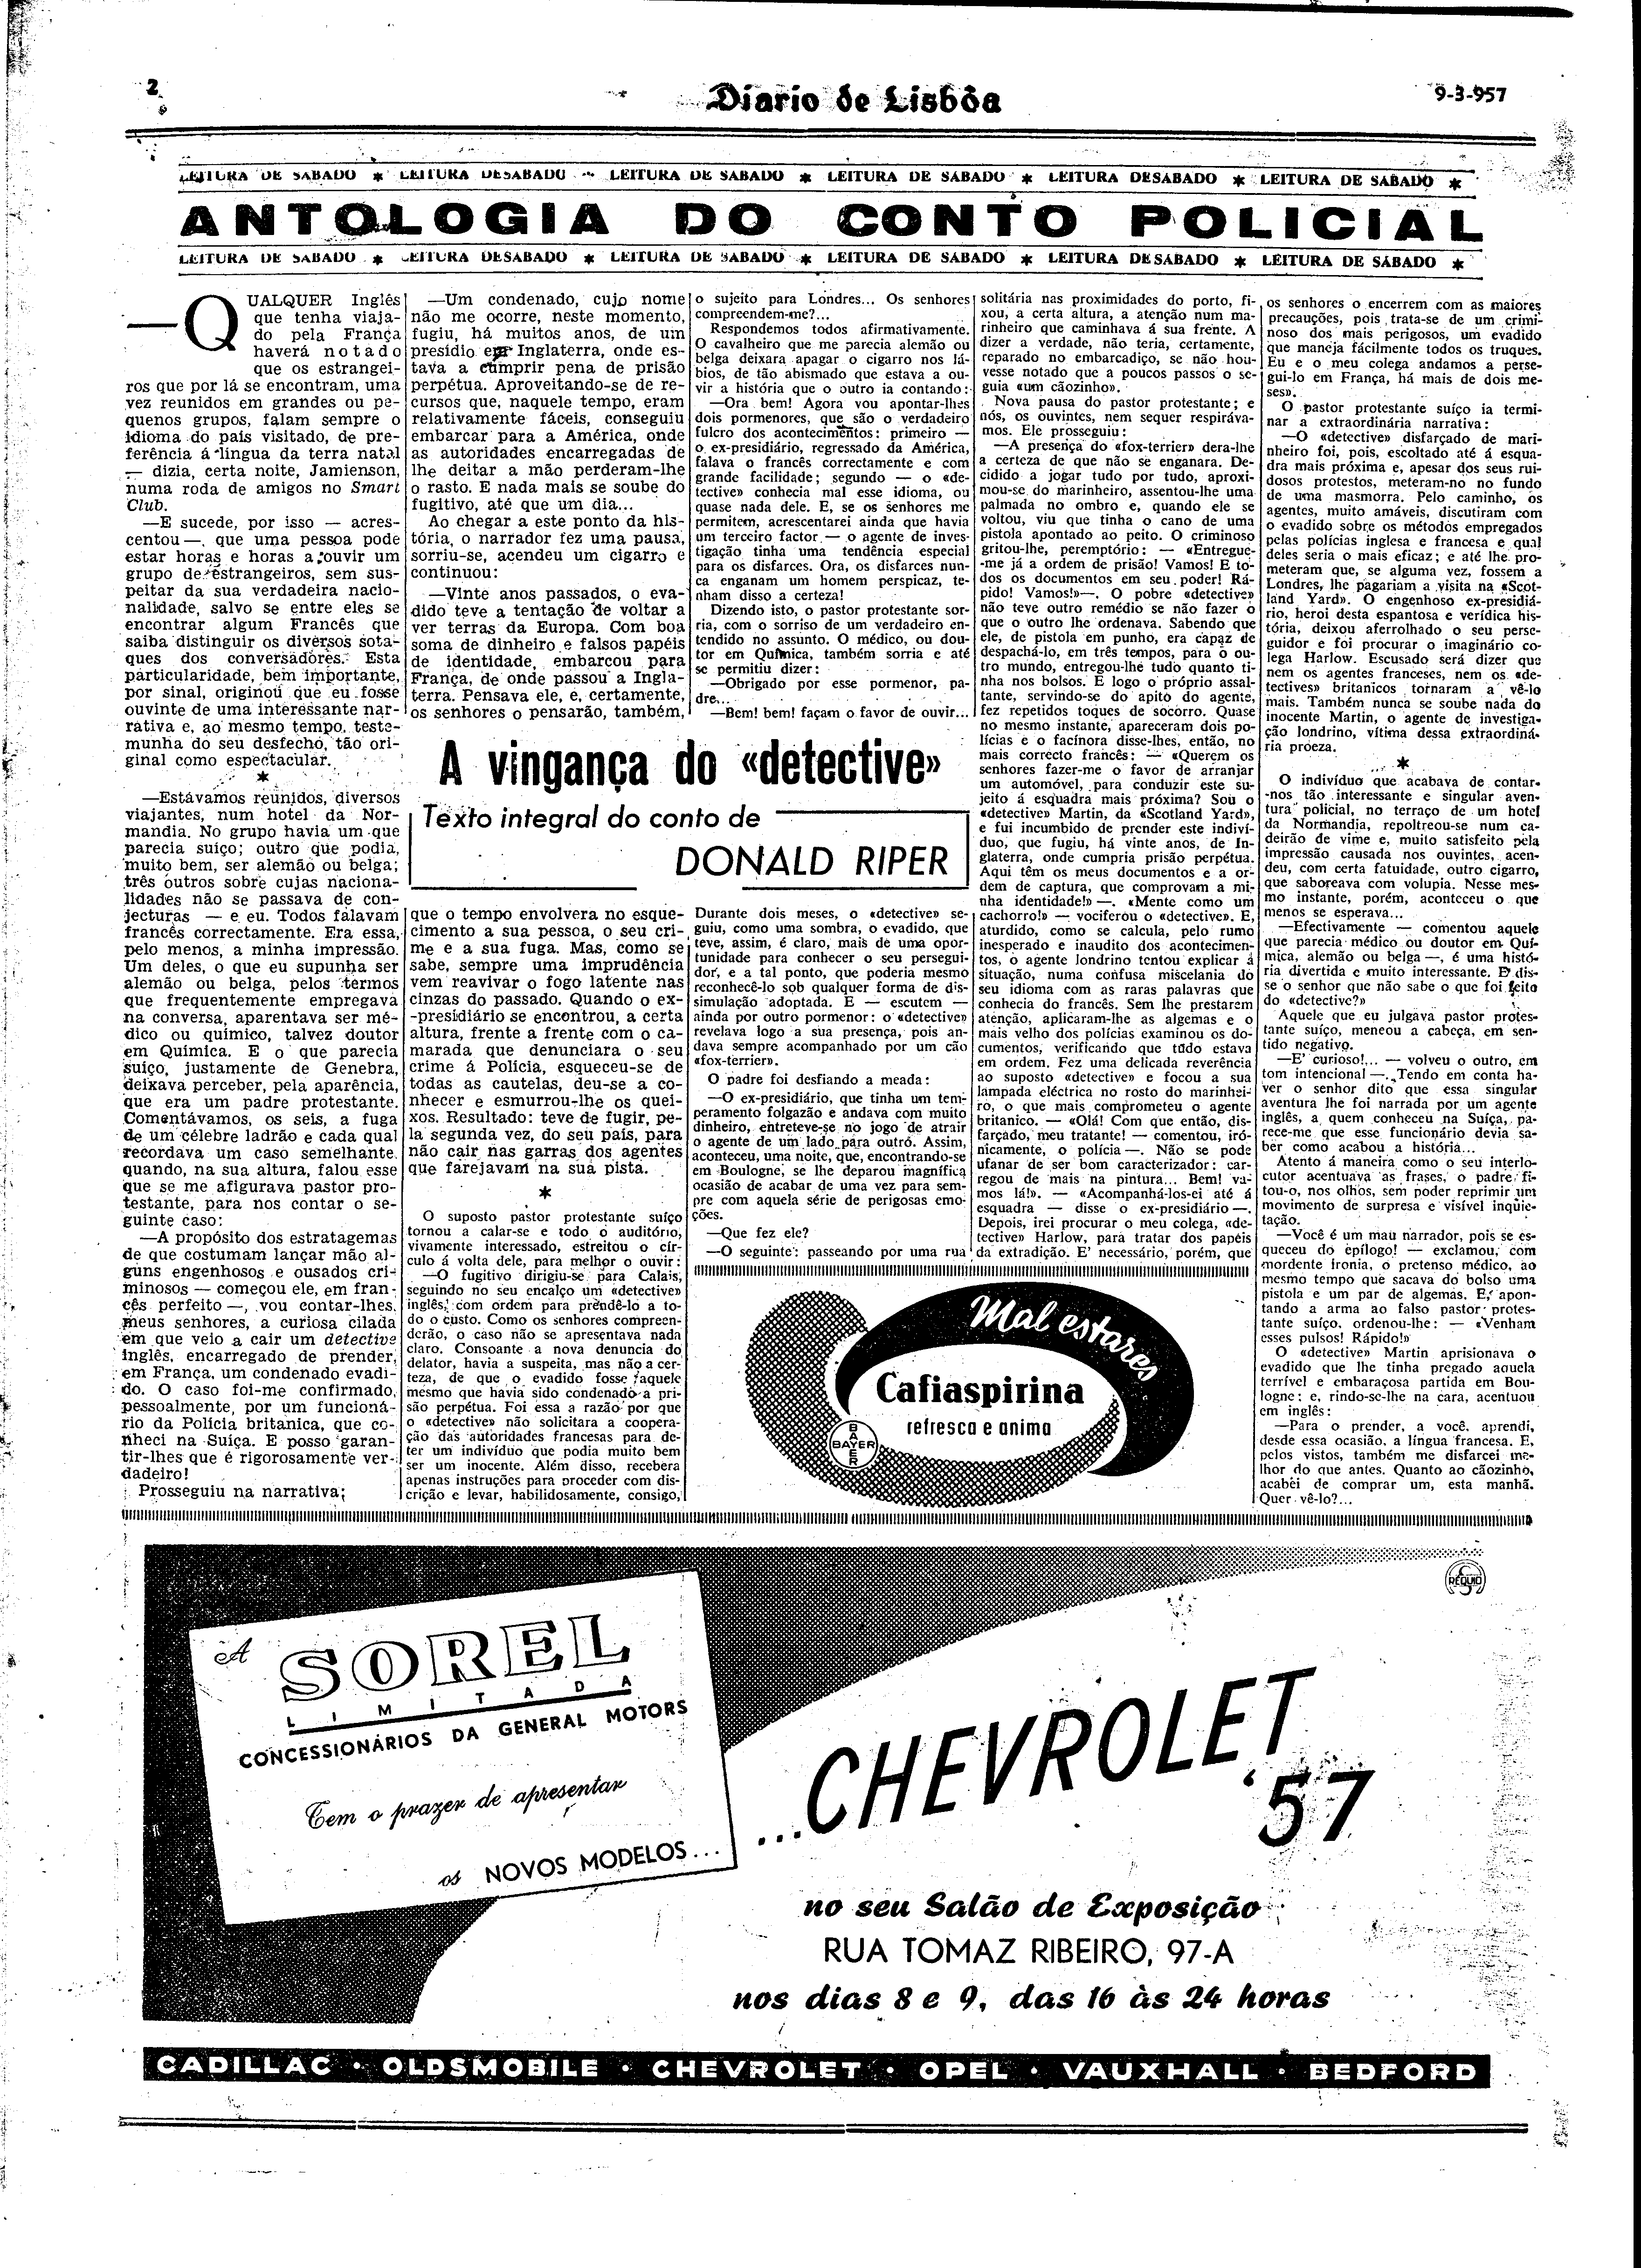 2
Diario de Lisbôa
9-3-957
LEITURA DE SABADO * LEITURA DE SABADO LEITURA DE SABADO * LEITURA DE SABADO * LEITURA DE SABADO * LEITURA DE SABADO *
ANTOLOGIA DO CONTO POLICIAL
LEITURA DE SABADO * LEITURA DE SABADO * LEITURA DE SABADO * LEITURA DE SABADO * LEITURA DE SABADO * LEITURA DE SABADO *
—QUALQUER Inglês
que tenha viaja-
do pela França
haverá notado
que os estrangei-
ros que por lá se encontram, uma
vez reunidos em grandes ou pe-
quenos grupos, falam sempre o
idioma do país visitado, de pre-
ferência á língua da terra natal
— dizia, certa noite, Jamienson,
numa roda de amigos no Smart
Club.
—E sucede, por isso — acres-
centou —, que uma pessoa pode
estar horas e horas a ouvir um
grupo de estrangeiros, sem sus-
peitar da sua verdadeira nacio-
nalidade, salvo se entre eles se
encontrar algum Francês que
saiba distinguir os diversos sota-
ques dos conversadores. Esta
particularidade, bem importante,
por sinal, originou que eu fosse
ouvinte de uma interessante nar-
rativa e, ao mesmo tempo, teste-
munha do seu desfecho, tão ori-
ginal como espectacular.
*
—Estávamos reunidos, diversos
viajantes, num hotel da Nor-
mandia. No grupo havia um que
parecia suíço; outro que podia,
muito bem, ser alemão ou belga;
três outros sobre cujas naciona-
lidades não se passava de con-
jecturas — e eu. Todos falavam
francês correctamente. Era essa,
pelo menos, a minha impressão.
Um deles, o que eu supunha ser
alemão ou belga, pelos termos
que frequentemente empregava
na conversa, aparentava ser mé-
dico ou químico, talvez doutor
em Química. E o que parecia
suíço, justamente de Genebra,
deixava perceber, pela aparência,
que era um padre protestante.
Comentávamos, os seis, a fuga
de um célebre ladrão e cada qual
recordava um caso semelhante
quando, na sua altura, falou esse
que se me afigurava pastor pro-
testante, para nos contar o se-
guinte caso:
—A propósito dos estratagemas
de que costumam lançar mão al-
guns engenhosos e ousados cri-
minosos — começou ele, em fran-
cês perfeito —, vou contar-lhes,
meus senhores, a curiosa cilada
em que veio a cair um detective
inglês, encarregado de prender,
em França, um condenado evadi-
do. O caso foi-me confirmado,
pessoalmente, por um funcioná-
rio da Polícia britanica, que co-
nheci na Suíça. E posso garan-
tir-lhes que é rigorosamente ver-
dadeiro!
Prosseguiu na narrativa;
—Um condenado, cujo nome
não me ocorre, neste momento,
fugiu, há muitos anos, de um
presídio em Inglaterra, onde es-
tava a cumprir pena de prisão
perpétua. Aproveitando-se de re-
cursos que, naquele tempo, eram
relativamente fáceis, conseguiu
embarcar para a América, onde
as autoridades encarregadas de
lhe deitar a mão perderam-lhe
o rasto. E nada mais se soube do
fugitivo, até que um dia...
Ao chegar a este ponto da his-
tória, o narrador fez uma pausa,
sorriu-se, acendeu um cigarro e
continuou:
—Vinte anos passados, o eva-
dido teve a tentação de voltar a
ver terras da Europa. Com boa
soma de dinheiro e falsos papéis
de identidade, embarcou para
França, de onde passou a Ingla-
terra. Pensava ele, e, certamente,
os senhores o pensarão, também,
A vingança do «detective»
Texto integral do conto de
DONALD RIPER
que o tempo envolvera no esque-
cimento a sua pessoa, o seu cri-
me e a sua fuga. Mas, como se
sabe, sempre uma imprudência
vem reavivar o fogo latente nas
cinzas do passado. Quando o ex-
-presidiário se encontrou, a certa
altura, frente a frente com o ca-
marada que denunciara o seu
crime á Polícia, esqueceu-se de
todas as cautelas, deu-se a co-
nhecer e esmurrou-lhe os quei-
xos. Resultado: teve de fugir, pe-
la segunda vez, do seu país, para
não cair nas garras dos agentes
que farejavam na sua pista.
*
O suposto pastor protestante suíço
tornou a calar-se e todo o auditório,
vivamente interessado, estreitou o cír-
culo á volta dele, para melhor o ouvir:
—O fugitivo dirigiu-se para Calais,
seguindo no seu encalço um «detective»
inglês, com ordem para prendê-lo a to-
do o custo. Como os senhores compreen-
derão, o caso não se apresentava nada
claro. Consoante a nova denuncia do
delator, havia a suspeita, mas não a cer-
teza, de que o evadido fosse aquele
mesmo que havia sido condenado a pri-
são perpétua. Foi essa a razão por que
o «detective» não solicitara a coopera-
ção das autoridades francesas para de-
ter um indivíduo que podia muito bem
ser um inocente. Além disso, recebera
apenas instruções para proceder com dis-
crição e levar, habilidosamente, consigo,
o sujeito para Londres... Os senhores
compreendem-me?...
Respondemos todos afirmativamente.
O cavalheiro que me parecia alemão ou
belga deixara apagar o cigarro nos lá-
bios, de tão abismado que estava a ou-
vir a história que o outro ia contando:
—Ora bem! Agora vou apontar-lhes
dois pormenores, que são o verdadeiro
fulcro dos acontecimentos: primeiro —
o ex-presidiário, regressado da América,
falava o francês correctamente e com
grande facilidade; segundo — o «de-
tective» conhecia mal esse idioma, ou
quase nada dele. E, se os senhores me
permitem, acrescentarei ainda que havia
um terceiro factor — o agente de inves-
tigação tinha uma tendência especial
para os disfarces. Ora, os disfarces nun-
ca enganam um homem perspicaz, te-
nham disso a certeza!
Dizendo isto, o pastor protestante sor-
ria, com o sorriso de um verdadeiro en-
tendido no assunto. O médico, ou dou-
tor em Química, também sorria e até
se permitiu dizer:
—Obrigado por esse pormenor, pa-
dre...
—Bem! bem! façam o favor de ouvir...
Durante dois meses, o «detective» se-
guiu, como uma sombra, o evadido, que
teve, assim, é claro, mais de uma opor-
tunidade para conhecer o seu persegui-
dor, e a tal ponto, que poderia mesmo
reconhecê-lo sob qualquer forma de dis-
simulação adoptada. E — escutem —
ainda por outro pormenor: o «detective»
revelava logo a sua presença, pois an-
dava sempre acompanhado por um cão
«fox-terrier».
O padre foi desfiando a meada:
—O ex-presidiário, que tinha um tem-
peramento folgazão e andava com muito
dinheiro, entreteve-se no jogo de atrair
o agente de um lado para outro. Assim,
aconteceu, uma noite, que, encontrando-se
em Boulogne, se lhe deparou magnífica
ocasião de acabar de uma vez para sem-
pre com aquela série de perigosas emo-
ções.
—Que fez ele?
—O seguinte: passeando por uma rua
solitária nas proximidades do porto, fi-
xou, a certa altura, a atenção num ma-
rinheiro que caminhava á sua frente. A
dizer a verdade, não teria, certamente,
reparado no embarcadiço, se não hou-
vesse notado que a poucos passos o se-
guia «um cãozinho».
Nova pausa do pastor protestante; e
nós, os ouvintes, nem sequer respiráva-
mos. Ele prosseguiu:
—A presença do «fox-terrier» dera-lhe
a certeza de que não se enganara. De-
cidido a jogar tudo por tudo, aproxi-
mou-se do marinheiro, assentou-lhe uma
palmada no ombro e, quando ele se
voltou, viu que tinha o cano de uma
pistola apontado ao peito. O criminoso
gritou-lhe, peremptório: — «Entregue-
-me já a ordem de prisão! Vamos! E to-
dos os documentos em seu poder! Rá-
pido! Vamos!»—. O pobre «detective»
não teve outro remédio se não fazer o
que o outro lhe ordenava. Sabendo que
ele, de pistola em punho, era capaz de
despachá-lo, em três tempos, para o ou-
tro mundo, entregou-lhe tudo quanto ti-
nha nos bolsos. E logo o próprio assal-
tante, servindo-se do apito do agente,
fez repetidos toques de socorro. Quase
no mesmo instante, apareceram dois po-
lícias e o facínora disse-lhes, então, no
mais correcto francês: — «Querem os
senhores fazer-me o favor de arranjar
um automóvel, para conduzir este su-
jeito á esquadra mais próxima? Sou o
«detective» Martin, da «Scotland Yard»,
e fui incumbido de prender este indiví-
duo, que fugiu, há vinte anos, de In-
glaterra, onde cumpria prisão perpétua.
Aqui têm os meus documentos e a or-
dem de captura, que comprovam a mi-
nha identidade!» —. «Mente como um
cachorro!» — vociferou o «detective». E,
aturdido, como se calcula, pelo rumo
inesperado e inaudito dos acontecimen-
tos, o agente londrino tentou explicar á
situação, numa confusa miscelania do
seu idioma com as raras palavras que
conhecia do francês. Sem lhe prestarem
atenção, aplicaram-lhe as algemas e o
mais velho dos polícias examinou os do-
cumentos, verificando que tudo estava
em ordem. Fez uma delicada reverência
ao suposto «detective» e focou a sua
lampada eléctrica no rosto do marinhei-
ro, o que mais comprometeu o agente
britanico. — «Olá! Com que então, dis-
farçado, meu tratante! — comentou, iró-
nicamente, o polícia —. Não se pode
ufanar de ser bom caracterizador: car-
regou de mais na pintura... Bem! va-
mos lá!». — «Acompanhá-los-ei até á
esquadra — disse o ex-presidiário —.
Depois, irei procurar o meu colega, «de-
tective» Harlow, para tratar dos papéis
da extradição. E' necessário, porém, que
os senhores o encerrem com as maiores
precauções, pois trata-se de um crimi-
noso dos mais perigosos, um evadido
que maneja fácilmente todos os truques.
Eu e o meu colega andamos a perse-
gui-lo em França, há mais de dois me-
ses».
O pastor protestante suíço ia termi-
nar a extraordinária narrativa:
—O «detective» disfarçado de mari-
nheiro foi, pois, escoltado até á esqua-
dra mais próxima e, apesar dos seus rui-
dosos protestos, meteram-no no fundo
de uma masmorra. Pelo caminho, os
agentes, muito amáveis, discutiram com
o evadido sobre os métodos empregados
pelas polícias inglesa e francesa e qual
deles seria o mais eficaz; e até lhe pro-
meteram que, se alguma vez, fossem a
Londres, lhe pagariam a visita na «Scot-
land Yard». O engenhoso ex-presidiá-
rio, heroi desta espantosa e verídica his-
tória, deixou aferrolhado o seu perse-
guidor e foi procurar o imaginário co-
lega Harlow. Escusado será dizer que
nem os agentes franceses, nem os «de-
tectives» britanicos tornaram a vê-lo
mais. Também nunca se soube nada do
inocente Martin, o agente de investiga-
ção londrino, vítima dessa extraordiná-
ria proeza.
*
O indivíduo que acabava de contar-
-nos tão interessante e singular aven-
tura policial, no terraço de um hotel
da Normandia, repoltreou-se num ca-
deirão de vime e, muito satisfeito pela
impressão causada nos ouvintes, acen-
deu, com certa fatuidade, outro cigarro,
que saboreava com volupia. Nesse mes-
mo instante, porém, aconteceu o que
menos se esperava...
—Efectivamente — comentou aquele
que parecia médico ou doutor em Quí-
mica, alemão ou belga —, é uma histó-
ria divertida e muito interessante. E dis-
se o senhor que não sabe o que foi feito
do «detective?»
Aquele que eu julgava pastor protes-
tante suíço, meneou a cabeça, em sen-
tido negativo.
—E' curioso!... — volveu o outro, em
tom intencional —. Tendo em conta ha-
ver o senhor dito que essa singular
aventura lhe foi narrada por um agente
inglês, a quem conheceu na Suíça, pa-
rece-me que esse funcionário devia sa-
ber como acabou a história...
Atento á maneira como o seu interlo-
cutor acentuava as frases, o padre fi-
tou-o, nos olhos, sem poder reprimir um
movimento de surpresa e visível inquie-
tação.
—Você é um mau narrador, pois se es-
queceu do epílogo! — exclamou, com
mordente ironia, o pretenso médico, ao
mesmo tempo que sacava do bolso uma
pistola e um par de algemas. E, apon-
tando a arma ao falso pastor protes-
tante suíço, ordenou-lhe: — «Venham
esses pulsos! Rápido!»
O «detective» Martin aprisionava o
evadido que lhe tinha pregado aquela
terrível e embaraçosa partida em Bou-
logne; e, rindo-se-lhe na cara, acentuou
em inglês:
—Para o prender, a você, aprendi,
desde essa ocasião, a língua francesa. E,
pelos vistos, também me disfarcei me-
lhor do que antes. Quanto ao cãozinho,
acabei de comprar um, esta manhã.
Quer vê-lo?...
Mal estares
Cafiaspirina
refresca e anima
BAYER
BAYER
A
SOREL
LIMITADA
CONCESSIONÁRIOS DA GENERAL MOTORS
Tem o prazer de apresentar
os NOVOS MODELOS...
REQUIO
...CHEVROLET
'57
no seu Salão de Exposição
RUA TOMAZ RIBEIRO, 97-A
nos dias 8 e 9, das 16 às 24 horas
CADILLAC · OLDSMOBILE · CHEVROLET · OPEL · VAUXHALL · BEDFORD